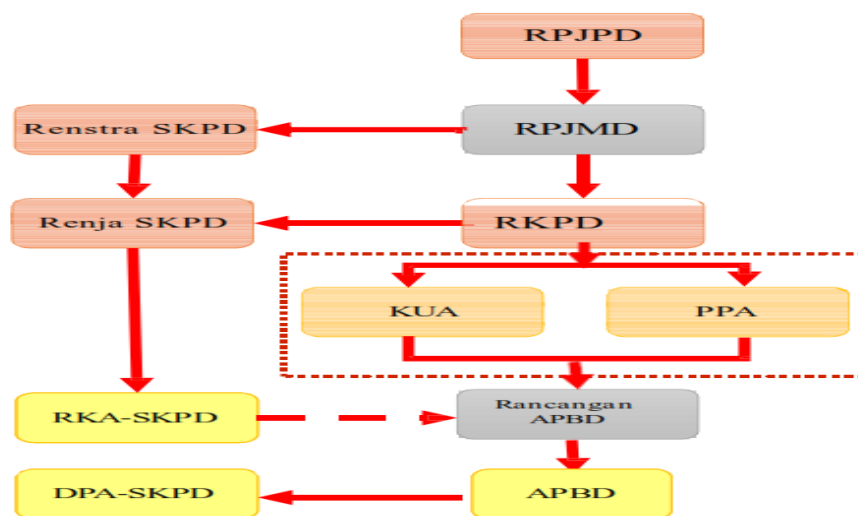 RPJPD
Renstra SKPD
RPJMD
Renja SKPD
RKPD
KUA
PPA
RKA-SKPD
Rancangan
APBD
DPA-SKPD
APBD